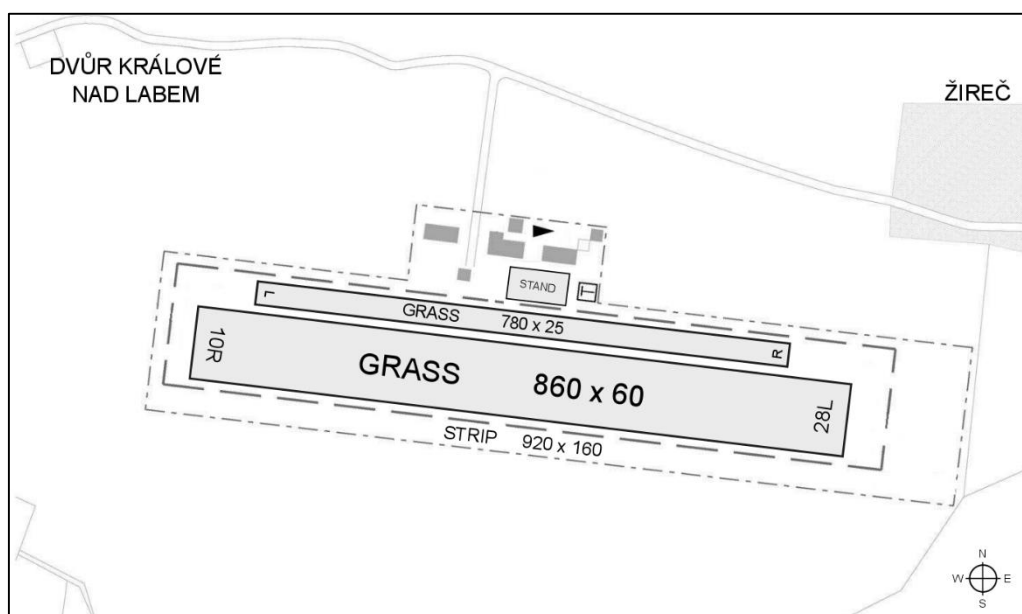 DVŮR KRÁLOVÉ
NAD LABEM
ŽIREČ
STAND
T
L
GRASS 780 x 25
R
10R
GRASS 860 x 60
28L
STRIP 920 x 160
N
W E
S